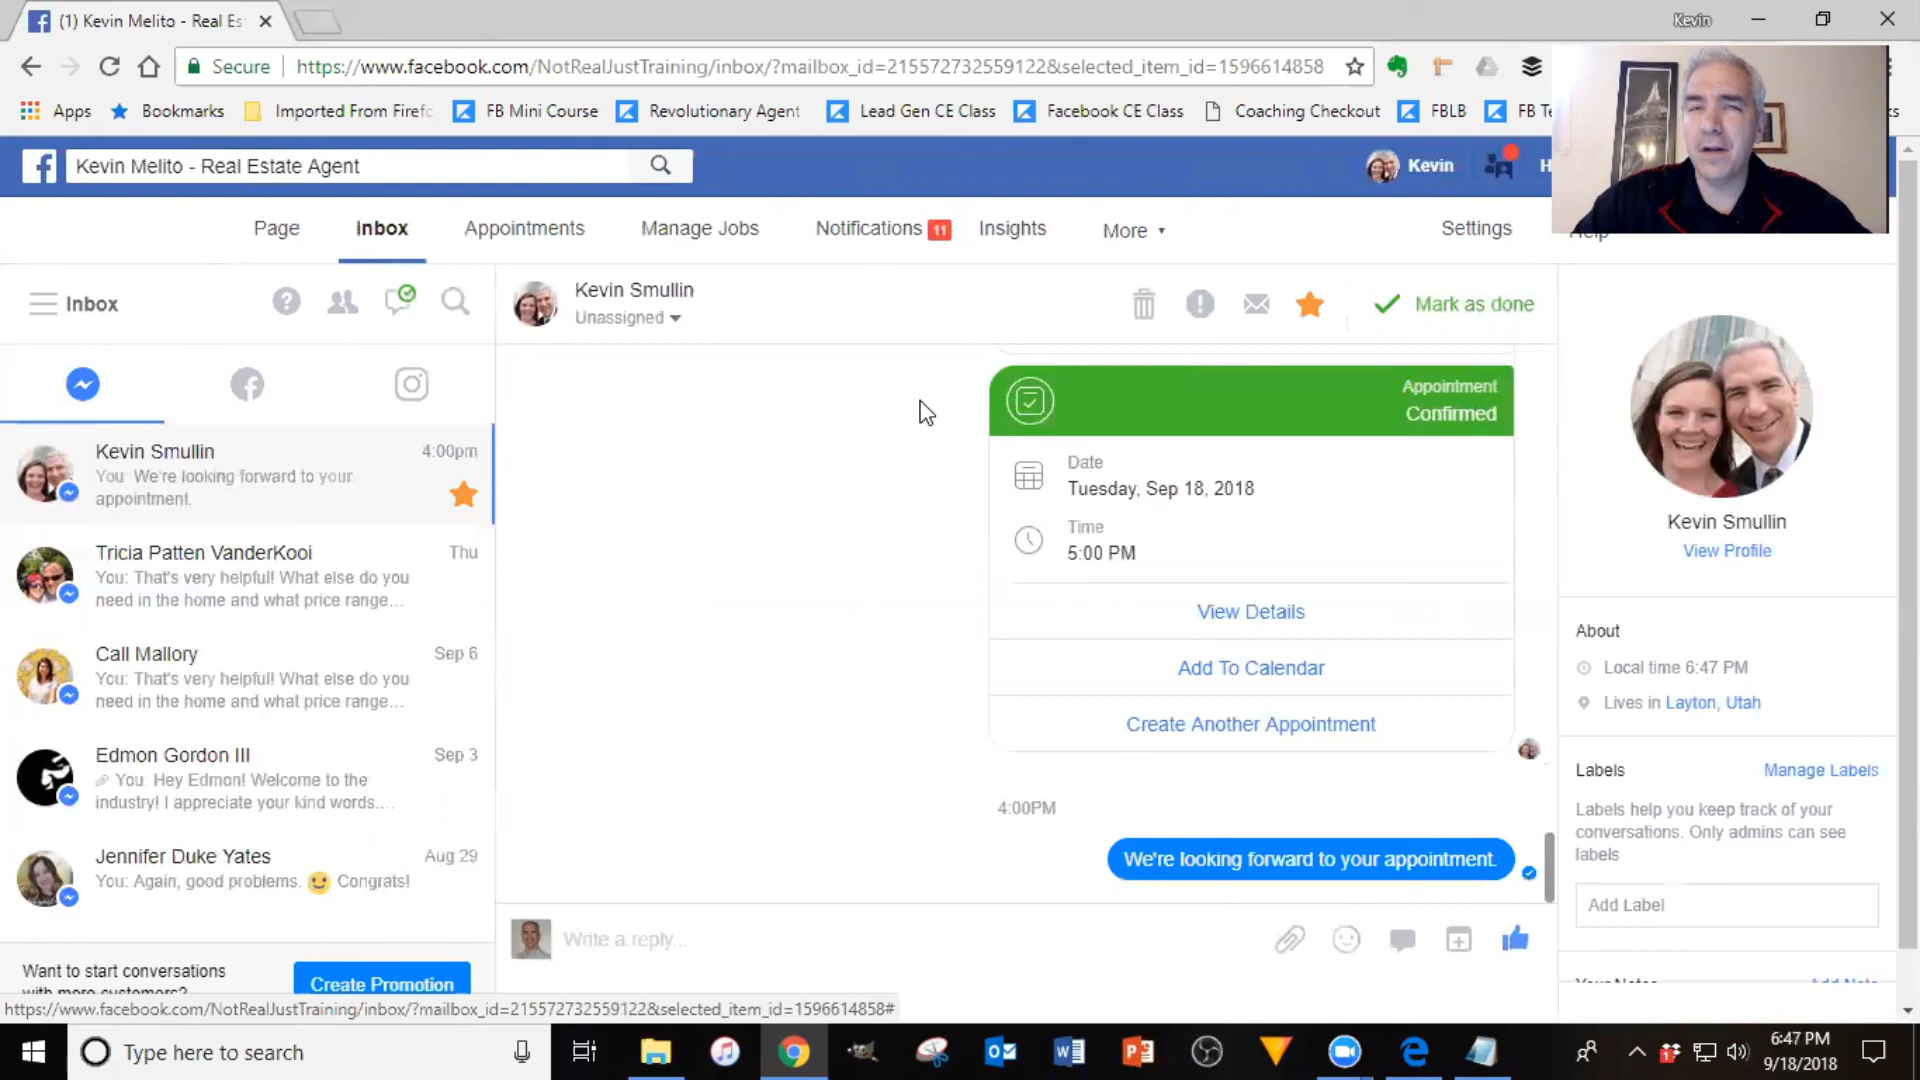 (1) Kevin Melito - Real Es
Kevin
Secure
https://www.facebook.com/NotRealJustTraining/inbox/?mailbox_id=215572732559122&selected_item_id=1596614858
Apps
Bookmarks
Imported From Firefo
FB Mini Course
Revolutionary Agent
Lead Gen CE Class
Facebook CE Class
Coaching Checkout
FBLB
FB Te
Kevin Melito - Real Estate Agent
Kevin
H
Page
Inbox
Appointments
Manage Jobs
Notifications 11
Insights
More
Settings
Help
Inbox
Kevin Smullin
Unassigned
Mark as done
Kevin Smullin
4:00pm
You: We're looking forward to your
appointment.
Tricia Patten VanderKooi
Thu
You: That's very helpful! What else do you
need in the home and what price range...
Call Mallory
Sep 6
You: That's very helpful! What else do you
need in the home and what price range...
Edmon Gordon III
Sep 3
You: Hey Edmon! Welcome to the
industry! I appreciate your kind words....
Jennifer Duke Yates
Aug 29
You: Again, good problems. Congrats!
Want to start conversations
with more customers?
Create Promotion
Appointment
Confirmed
Date
Tuesday, Sep 18, 2018
Time
5:00 PM
View Details
Add To Calendar
Create Another Appointment
4:00PM
We're looking forward to your appointment.
Write a reply...
Kevin Smullin
View Profile
About
Local time 6:47 PM
Lives in Layton, Utah
Labels
Manage Labels
Labels help you keep track of your
conversations. Only admins can see
labels
Add Label
Your Notes
Add Note
https://www.facebook.com/NotRealJustTraining/inbox/?mailbox_id=215572732559122&selected_item_id=1596614858#
Type here to search
6:47 PM
9/18/2018